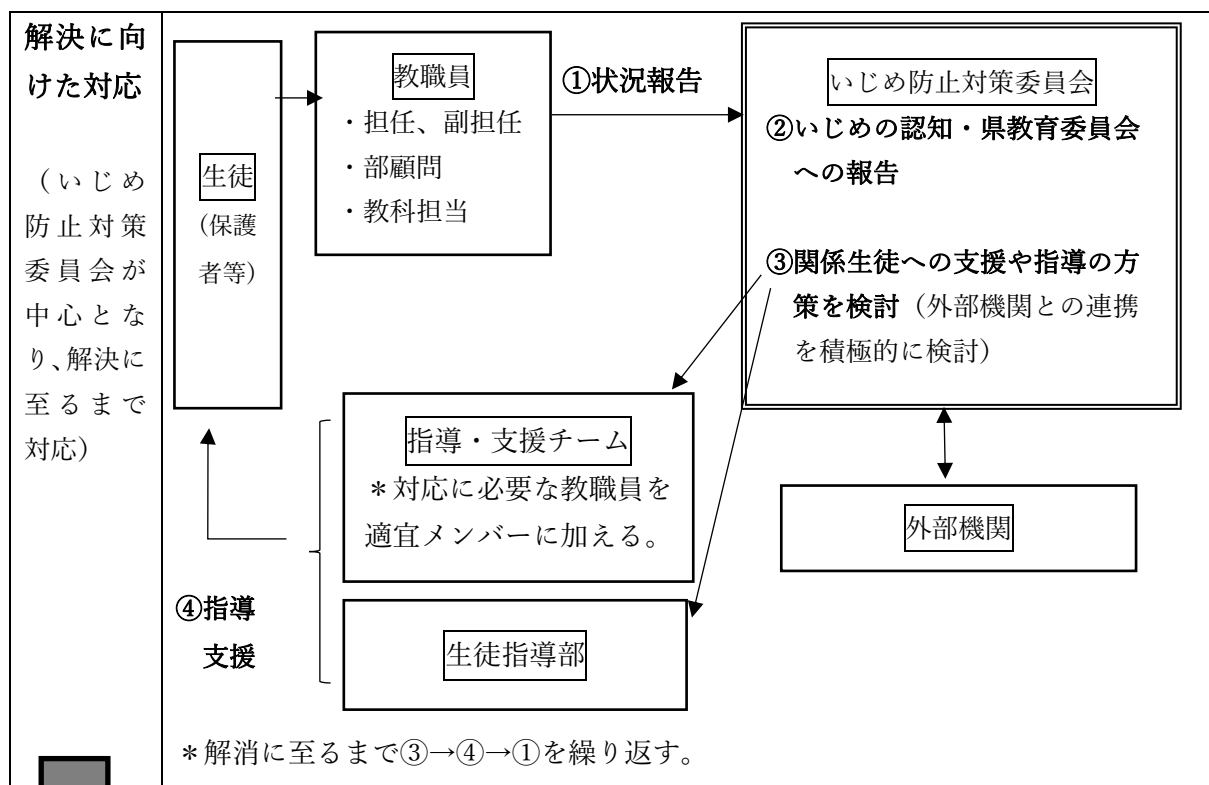 解決に向
けた対応
（いじめ
防止対策
委員会が
中心とな
り、解決に
至るまで
対応）
生徒
(保護
者等)
教職員
・担任、副担任
・部顧問
・教科担当
①状況報告
いじめ防止対策委員会
②いじめの認知・県教育委員会
への報告
③関係生徒への支援や指導の方
策を検討（外部機関との連携
を積極的に検討）
指導・支援チーム
＊対応に必要な教職員を
適宜メンバーに加える。
外部機関
④指導
支援
生徒指導部
＊解消に至るまで③→④→①を繰り返す。